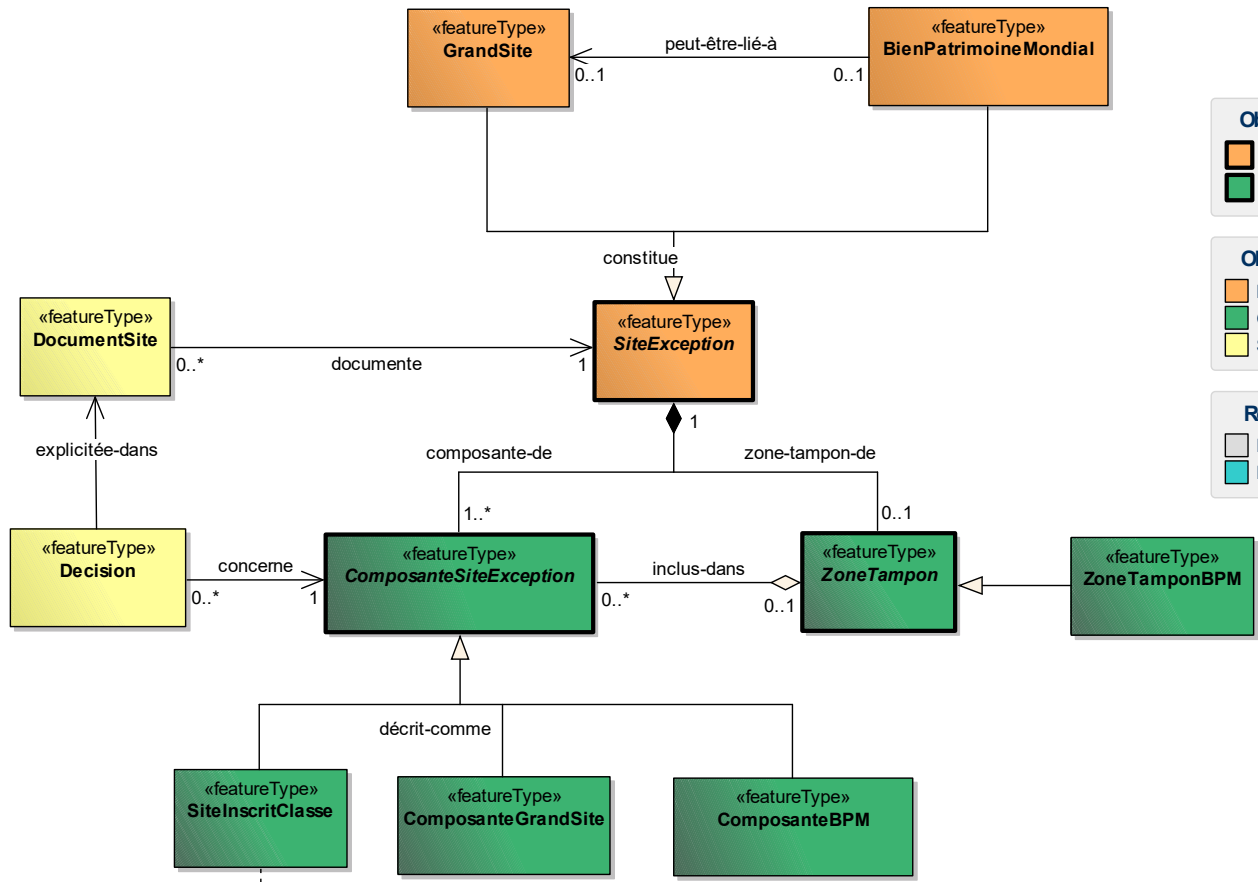 «featureType»
GrandSite
peut-être-lié-à
0..1
0..1
«featureType»
BienPatrimoineMondial
constitue
«featureType»
DocumentSite
0..*
documente
1
«featureType»
SiteException
1
explicitée-dans
composante-de
zone-tampon-de
1..*
0..1
«featureType»
Decision
concerne
0..*
1
«featureType»
ComposanteSiteException
inclus-dans
0..*
0..1
«featureType»
ZoneTampon
«featureType»
ZoneTamponBPM
décrit-comme
«featureType»
SiteInscritClasse
«featureType»
ComposanteGrandSite
«featureType»
ComposanteBPM